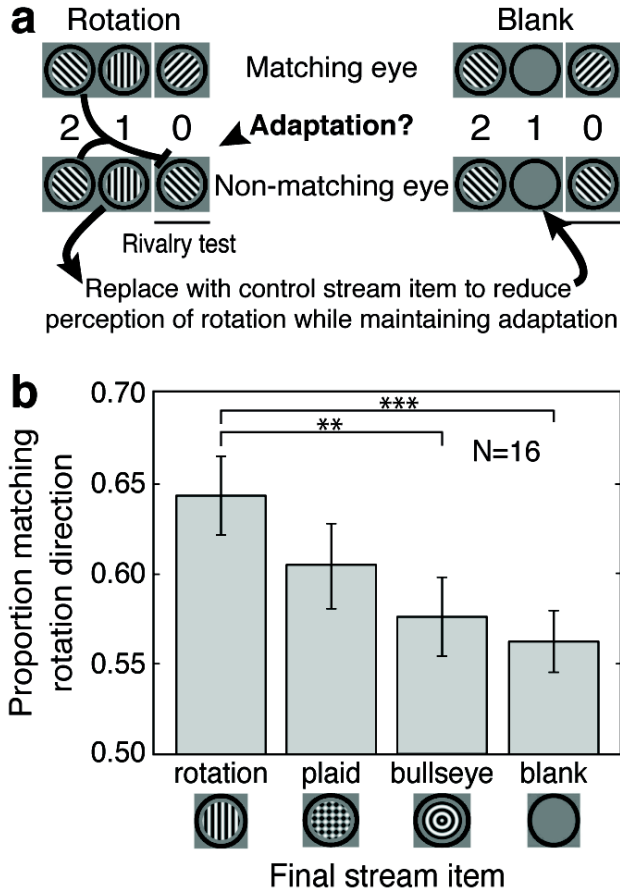 a
Rotation
Blank
Matching eye
2 1 0
Adaptation?
2 1 0
Non-matching eye
Rivalry test
Replace with control stream item to reduce
perception of rotation while maintaining adaptation
b
0.70
0.65
0.60
0.55
0.50
Proportion matching
rotation direction
***
**
N=16
rotation
plaid
bullseye
blank
Final stream item